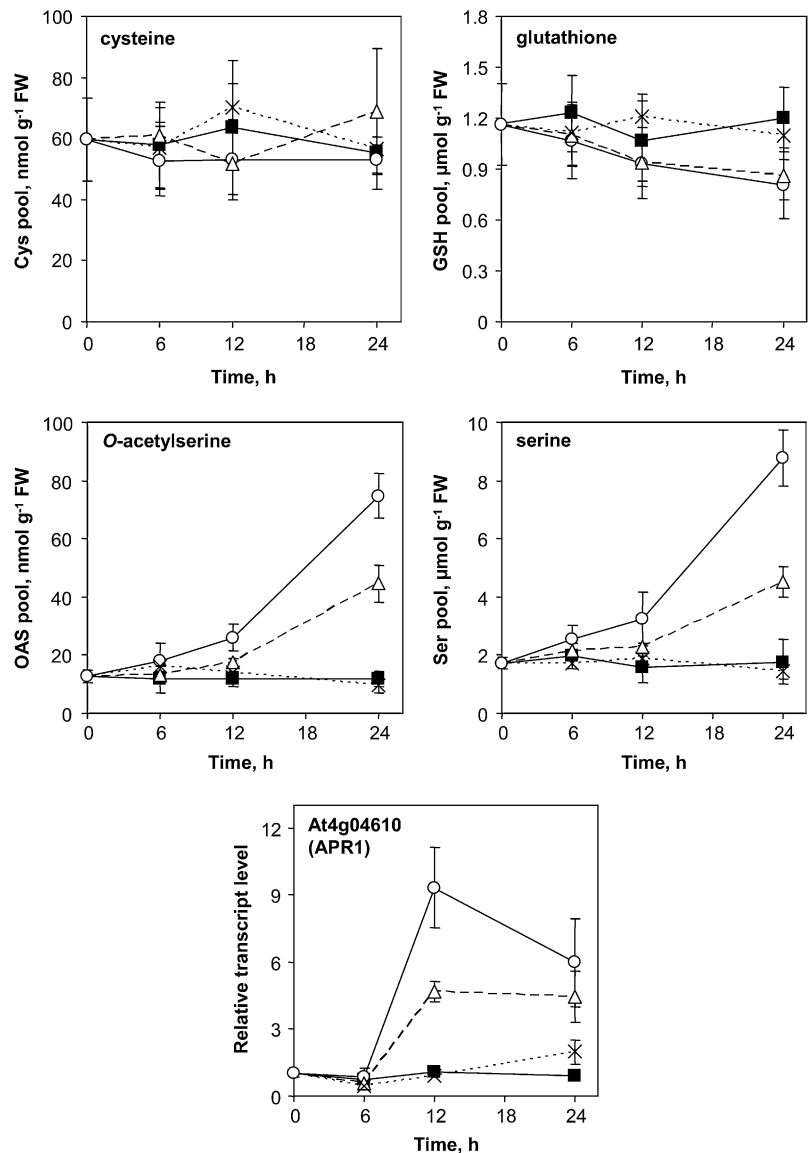 cysteine
Cys pool, nmol g⁻¹ FW
100
80
60
40
20
0
0 6 12 18 24
Time, h
glutathione
GSH pool, µmol g⁻¹ FW
1.8
1.5
1.2
0.9
0.6
0.3
0
0 6 12 18 24
Time, h
O-acetylserine
OAS pool, nmol g⁻¹ FW
100
80
60
40
20
0
0 6 12 18 24
Time, h
serine
Ser pool, µmol g⁻¹ FW
10
8
6
4
2
0
0 6 12 18 24
Time, h
At4g04610
(APR1)
Relative transcript level
12
9
6
3
0
0 6 12 18 24
Time, h